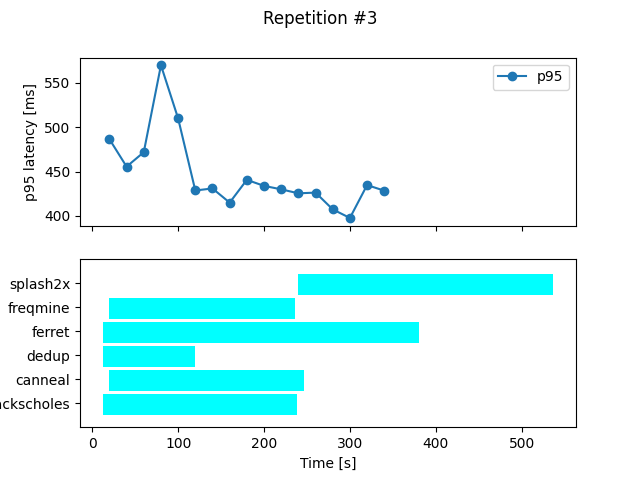 Repetition #3
p95 latency [ms]
550
500
450
400
p95
splash2x
freqmine
ferret
dedup
canneal
ackscholes
0 100 200 300 400 500
Time [s]